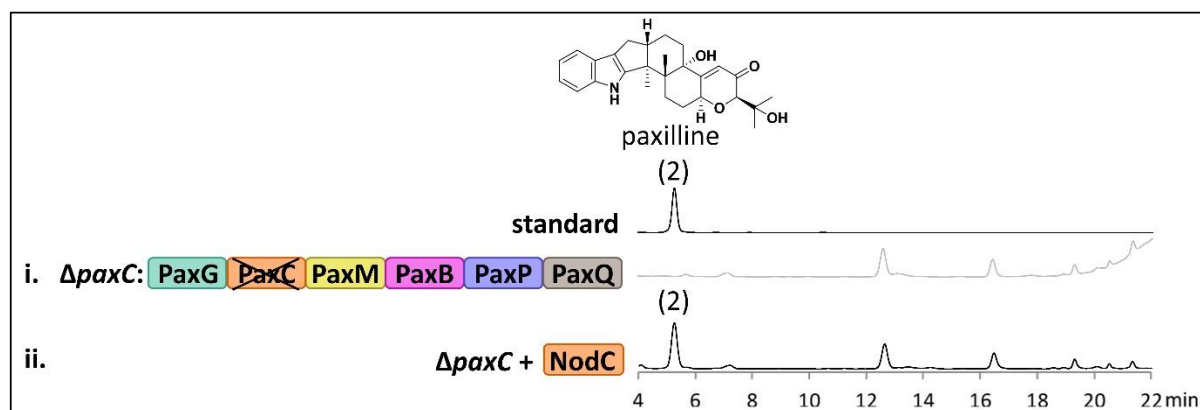 H
OH
O
N
H
H
O
OH
paxilline
(2)
standard
i. ΔpaxC: PaxG PaxC PaxM PaxB PaxP PaxQ
(2)
ii. ΔpaxC + NodC
4 6 8 10 12 14 16 18 20 22 min